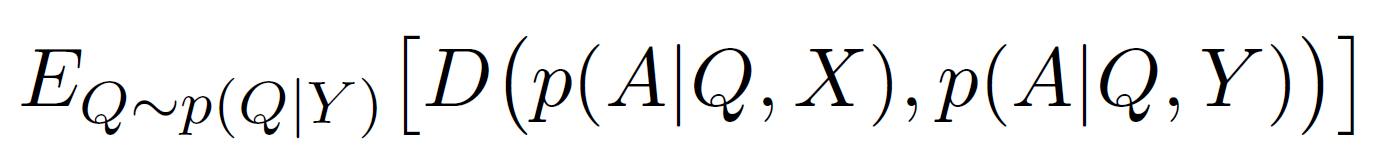 E_{Q∼p(Q|Y)}[D(p(A|Q, X), p(A|Q, Y))]